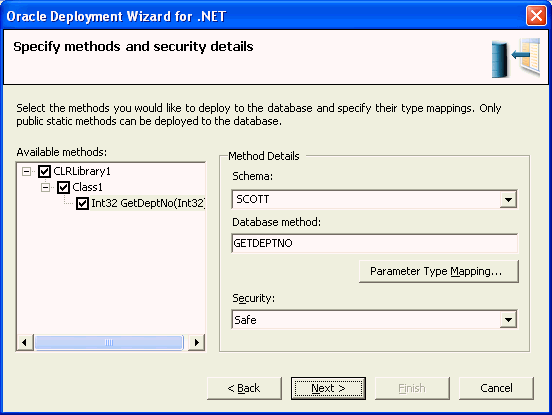 Oracle Deployment Wizard for .NET
Specify methods and security details
Select the methods you would like to deploy to the database and specify their type mappings. Only
public static methods can be deployed to the database.
Available methods:
CLRLibrary1
Class1
Int32 GetDeptNo(Int32)
Method Details
Schema:
SCOTT
Database method:
GETDEPTNO
Parameter Type Mapping...
Security:
Safe
< Back
Next >
Finish
Cancel